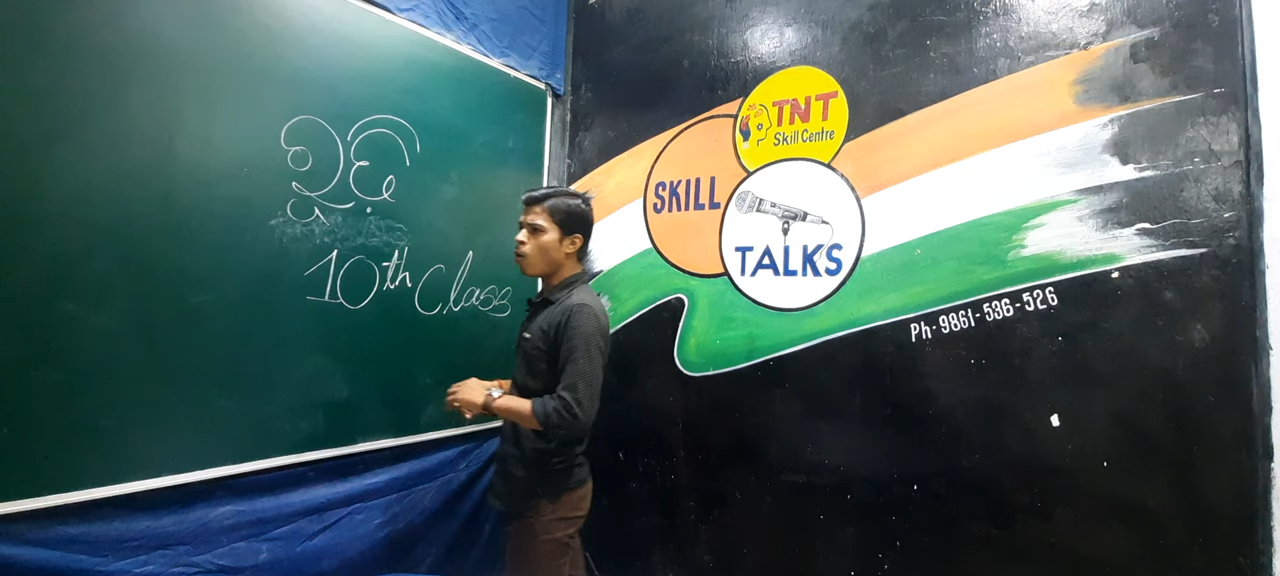 10th Class
TNT
Skill Centre
SKILL
TALKS
Ph-9861-536-526